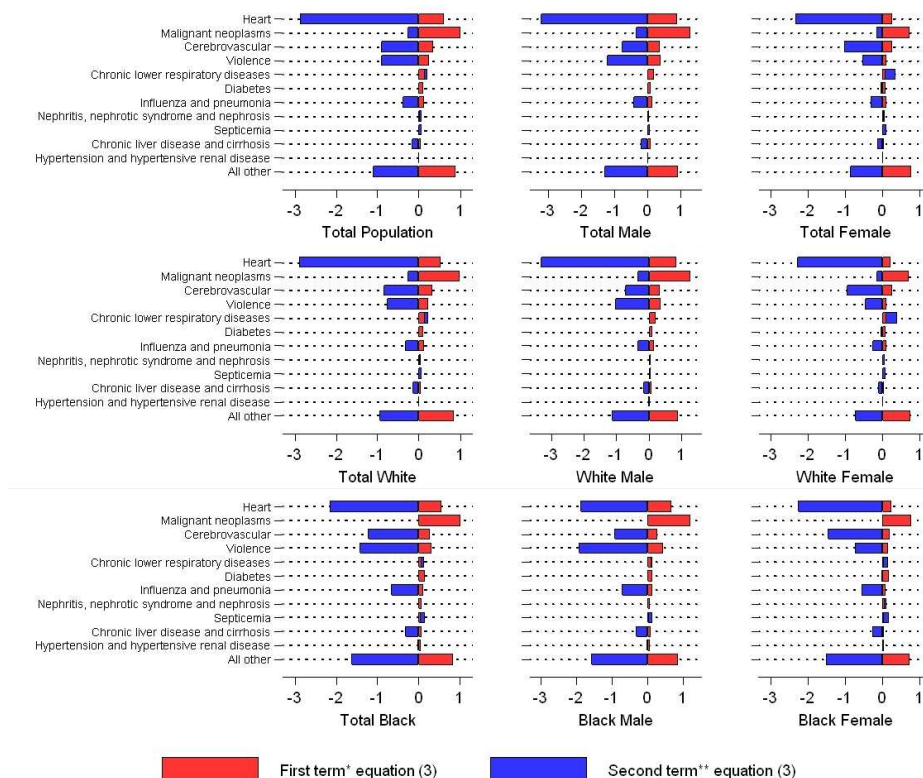 Heart
Malignant neoplasms
Cerebrovascular
Violence
Chronic lower respiratory diseases
Diabetes
Influenza and pneumonia
Nephritis, nephrotic syndrome and nephrosis
Septicemia
Chronic liver disease and cirrhosis
Hypertension and hypertensive renal disease
All other
-3 -2 -1 0 1
Total Population
-3 -2 -1 0 1
Total Male
-3 -2 -1 0 1
Total Female
Heart
Malignant neoplasms
Cerebrovascular
Violence
Chronic lower respiratory diseases
Diabetes
Influenza and pneumonia
Nephritis, nephrotic syndrome and nephrosis
Septicemia
Chronic liver disease and cirrhosis
Hypertension and hypertensive renal disease
All other
-3 -2 -1 0 1
Total White
-3 -2 -1 0 1
White Male
-3 -2 -1 0 1
White Female
Heart
Malignant neoplasms
Cerebrovascular
Violence
Chronic lower respiratory diseases
Diabetes
Influenza and pneumonia
Nephritis, nephrotic syndrome and nephrosis
Septicemia
Chronic liver disease and cirrhosis
Hypertension and hypertensive renal disease
All other
-3 -2 -1 0 1
Total Black
-3 -2 -1 0 1
Black Male
-3 -2 -1 0 1
Black Female
First term* equation (3)
Second term** equation (3)